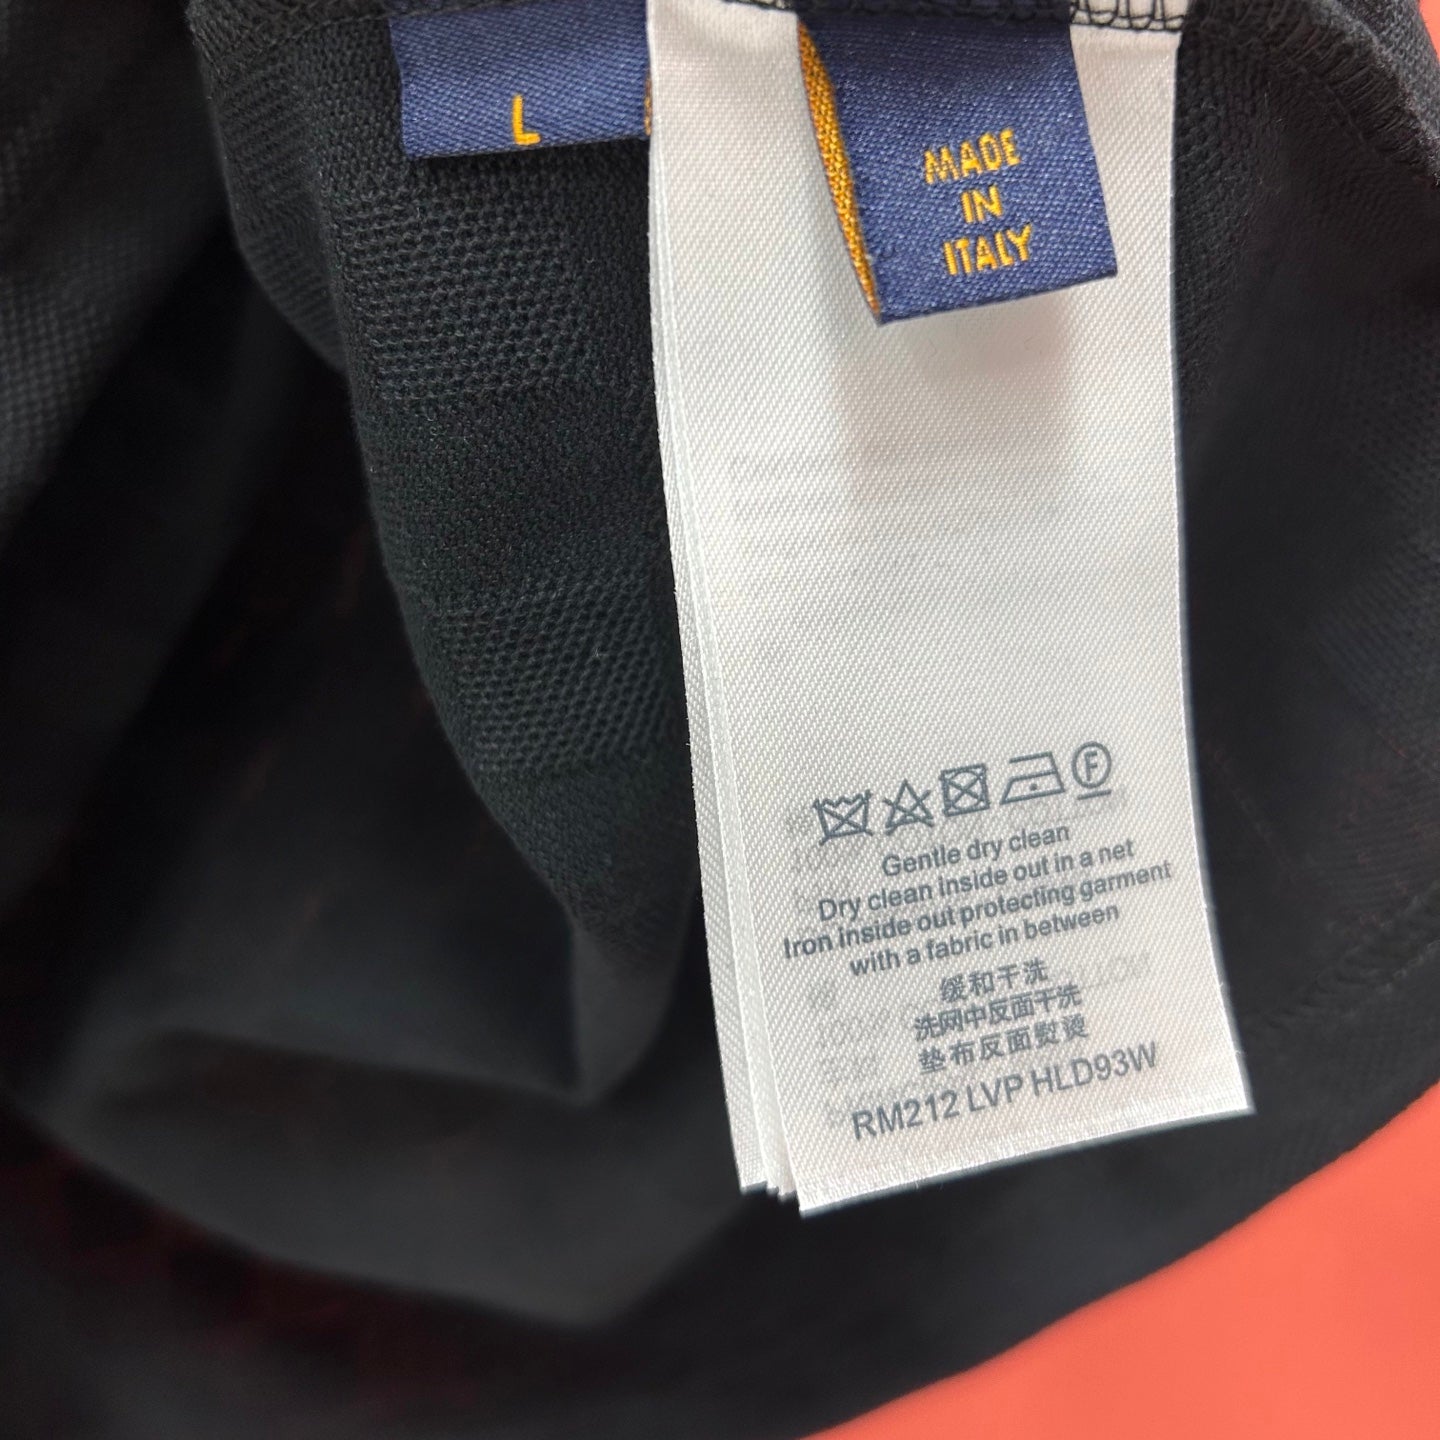 L
MADE
IN
ITALY
F
Gentle dry clean
Dry clean inside out in a net
Iron inside out protecting garment
with a fabric in between
缓和干洗
洗网中反面干洗
垫布反面熨烫
RM212 LVP HLD93W